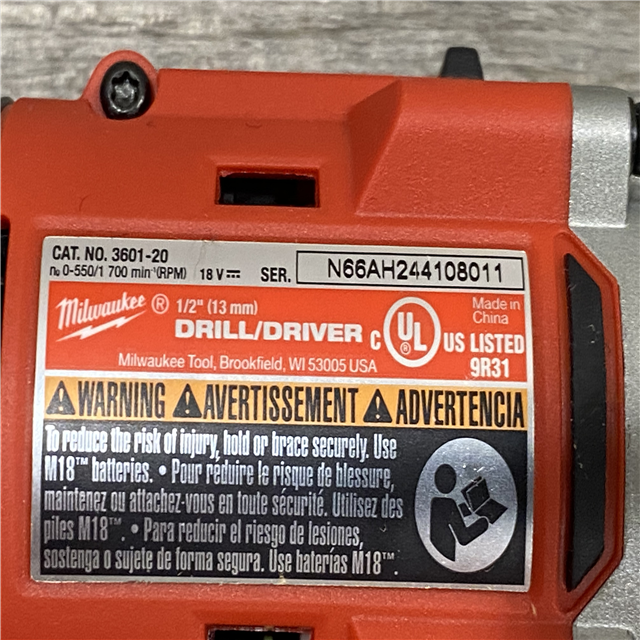 CAT. NO. 3601-20
n₀ 0-550/1 700 min⁻¹(RPM) 18 V⎓ SER. N66AH244108011
Milwaukee ® 1/2" (13 mm)
DRILL/DRIVER
Milwaukee Tool, Brookfield, WI 53005 USA
Made in
China
C UL ® US LISTED
9R31
⚠WARNING ⚠AVERTISSEMENT ⚠ADVERTENCIA
To reduce the risk of injury, hold or brace securely. Use
M18™ batteries. • Pour réduire le risque de blessure,
maintenez ou attachez-vous en toute sécurité. Utilisez des
piles M18™. • Para reducir el riesgo de lesiones,
sostenga o sujete de forma segura. Use baterías M18™.